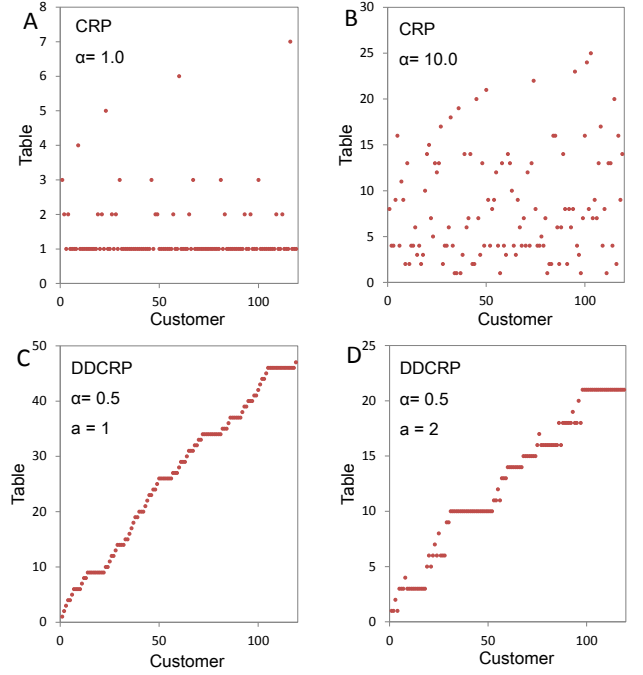 A
CRP
α= 1.0
Table
8
7
6
5
4
3
2
1
0
0
50
100
Customer
B
CRP
α= 10.0
Table
30
25
20
15
10
5
0
0
50
100
Customer
C
DDCRP
α= 0.5
a = 1
Table
50
40
30
20
10
0
0
50
100
Customer
D
DDCRP
α= 0.5
a = 2
Table
25
20
15
10
5
0
0
50
100
Customer